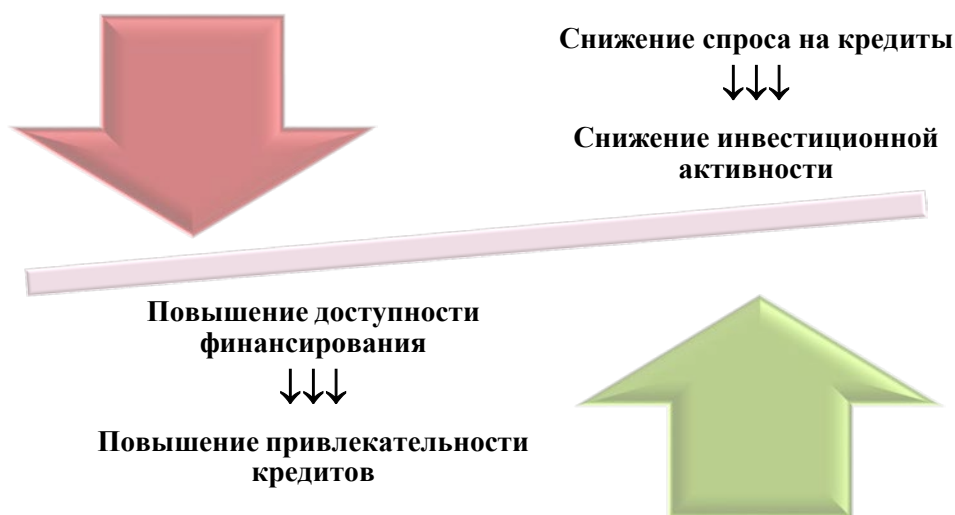 Снижение спроса на кредиты
↓↓↓
Снижение инвестиционной
активности
Повышение доступности
финансирования
↓↓↓
Повышение привлекательности
кредитов